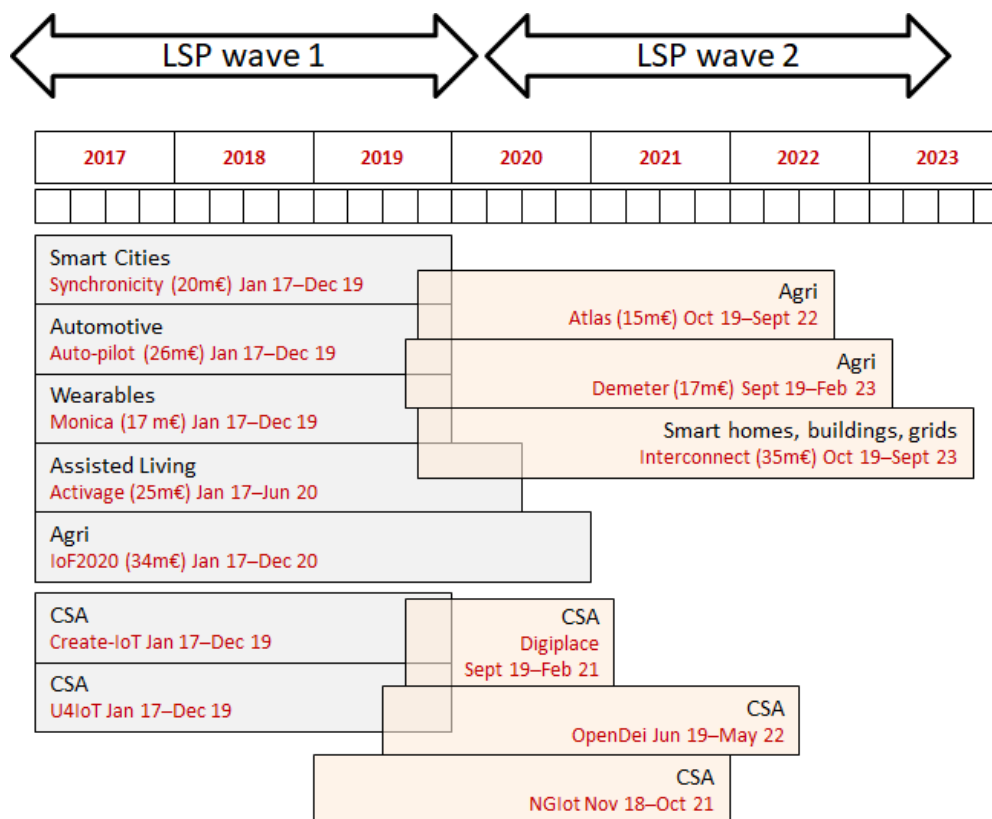 LSP wave 1
LSP wave 2
2017
2018
2019
2020
2021
2022
2023
Smart Cities
Synchronicity (20m€) Jan 17–Dec 19
Automotive
Auto-pilot (26m€) Jan 17–Dec 19
Wearables
Monica (17 m€) Jan 17–Dec 19
Assisted Living
Activage (25m€) Jan 17–Jun 20
Agri
IoF2020 (34m€) Jan 17–Dec 20
Agri
Atlas (15m€) Oct 19–Sept 22
Agri
Demeter (17m€) Sept 19–Feb 23
Smart homes, buildings, grids
Interconnect (35m€) Oct 19–Sept 23
CSA
Create-IoT Jan 17–Dec 19
CSA
U4IoT Jan 17–Dec 19
CSA
Digiplace
Sept 19–Feb 21
CSA
OpenDei Jun 19–May 22
CSA
NGIot Nov 18–Oct 21